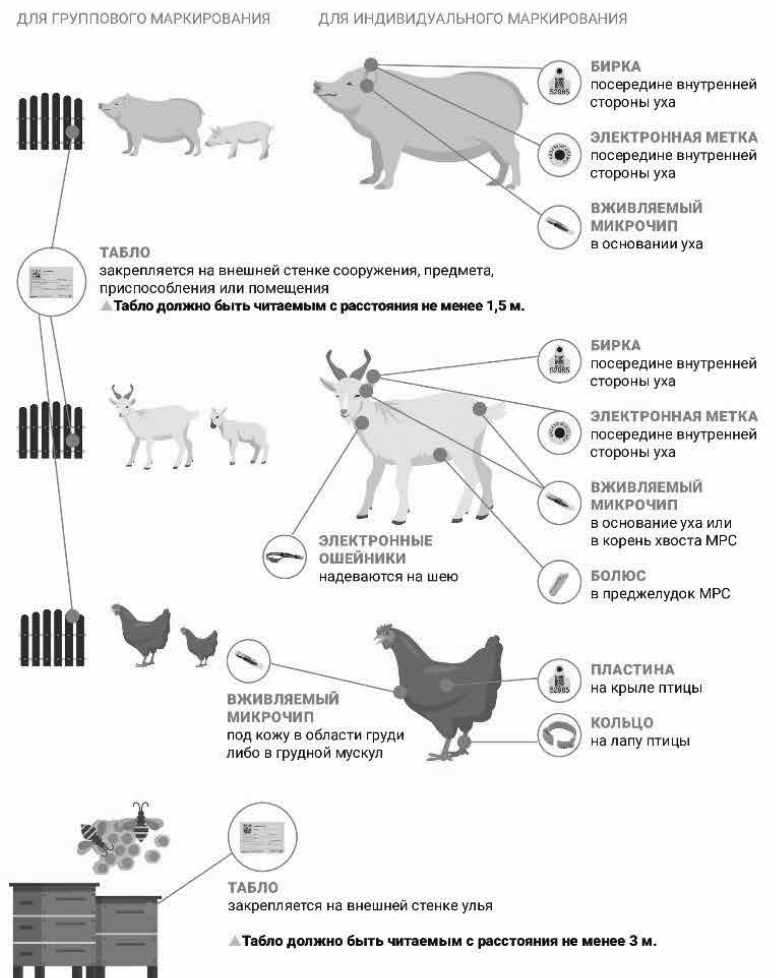 ДЛЯ ГРУППОВОГО МАРКИРОВАНИЯ
ДЛЯ ИНДИВИДУАЛЬНОГО МАРКИРОВАНИЯ
БИРКА
посередине внутренней
стороны уха
52985
ЭЛЕКТРОННАЯ МЕТКА
посередине внутренней
стороны уха
ВЖИВЛЯЕМЫЙ
МИКРОЧИП
в основании уха
ТАБЛО
закрепляется на внешней стенке сооружения, предмета,
приспособления или помещения
▲Табло должно быть читаемым с расстояния не менее 1,5 м.
БИРКА
посередине внутренней
стороны уха
52985
ЭЛЕКТРОННАЯ МЕТКА
посередине внутренней
стороны уха
ВЖИВЛЯЕМЫЙ
МИКРОЧИП
в основание уха или
в корень хвоста МРС
ЭЛЕКТРОННЫЕ
ОШЕЙНИКИ
надеваются на шею
БОЛЮС
в преджелудок МРС
ВЖИВЛЯЕМЫЙ
МИКРОЧИП
под кожу в области груди
либо в грудной мускул
ПЛАСТИНА
на крыле птицы
52985
КОЛЬЦО
на лапу птицы
ТАБЛО
закрепляется на внешней стенке улья
▲Табло должно быть читаемым с расстояния не менее 3 м.